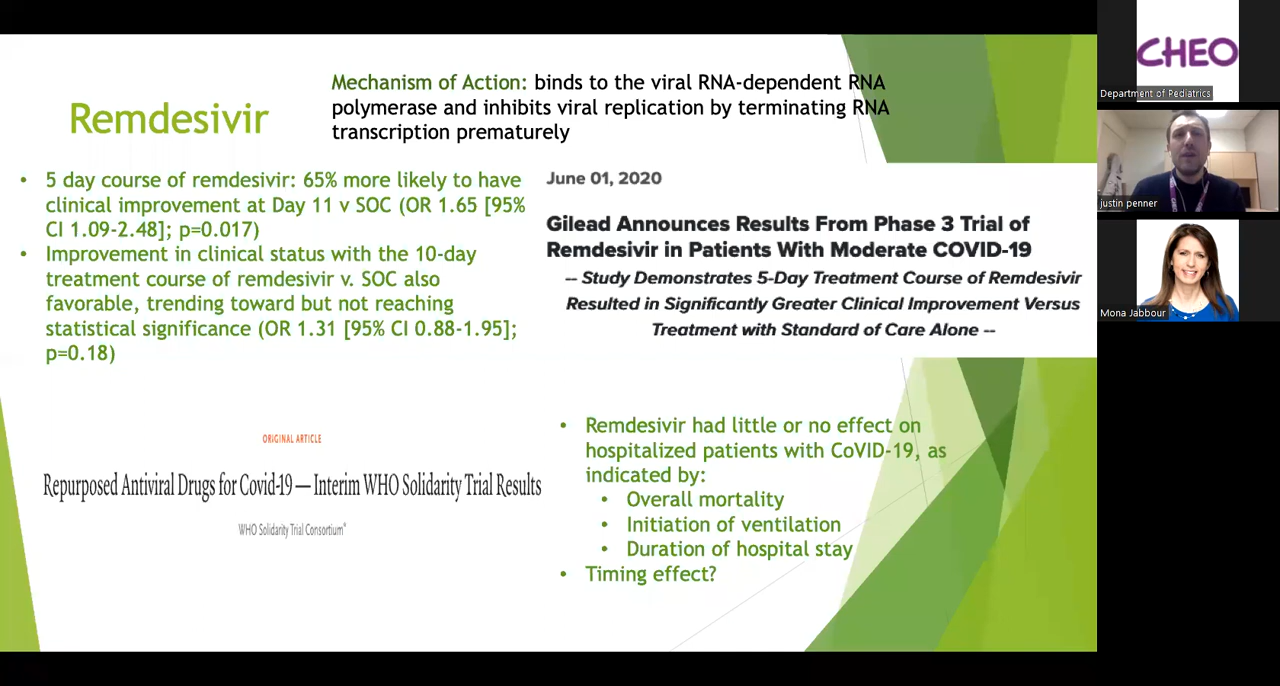 Remdesivir
Mechanism of Action: binds to the viral RNA-dependent RNA
polymerase and inhibits viral replication by terminating RNA
transcription prematurely
• 5 day course of remdesivir: 65% more likely to have
clinical improvement at Day 11 v SOC (OR 1.65 [95%
CI 1.09-2.48]; p=0.017)
• Improvement in clinical status with the 10-day
treatment course of remdesivir v. SOC also
favorable, trending toward but not reaching
statistical significance (OR 1.31 [95% CI 0.88-1.95];
p=0.18)
June 01, 2020
Gilead Announces Results From Phase 3 Trial of
Remdesivir in Patients With Moderate COVID-19
-- Study Demonstrates 5-Day Treatment Course of Remdesivir
Resulted in Significantly Greater Clinical Improvement Versus
Treatment with Standard of Care Alone --
ORIGINAL ARTICLE
Repurposed Antiviral Drugs for Covid-19 — Interim WHO Solidarity Trial Results
WHO Solidarity Trial Consortium*
• Remdesivir had little or no effect on
hospitalized patients with CoVID-19, as
indicated by:
• Overall mortality
• Initiation of ventilation
• Duration of hospital stay
• Timing effect?
CHEO
Department of Pediatrics
justin penner
Mona Jabbour